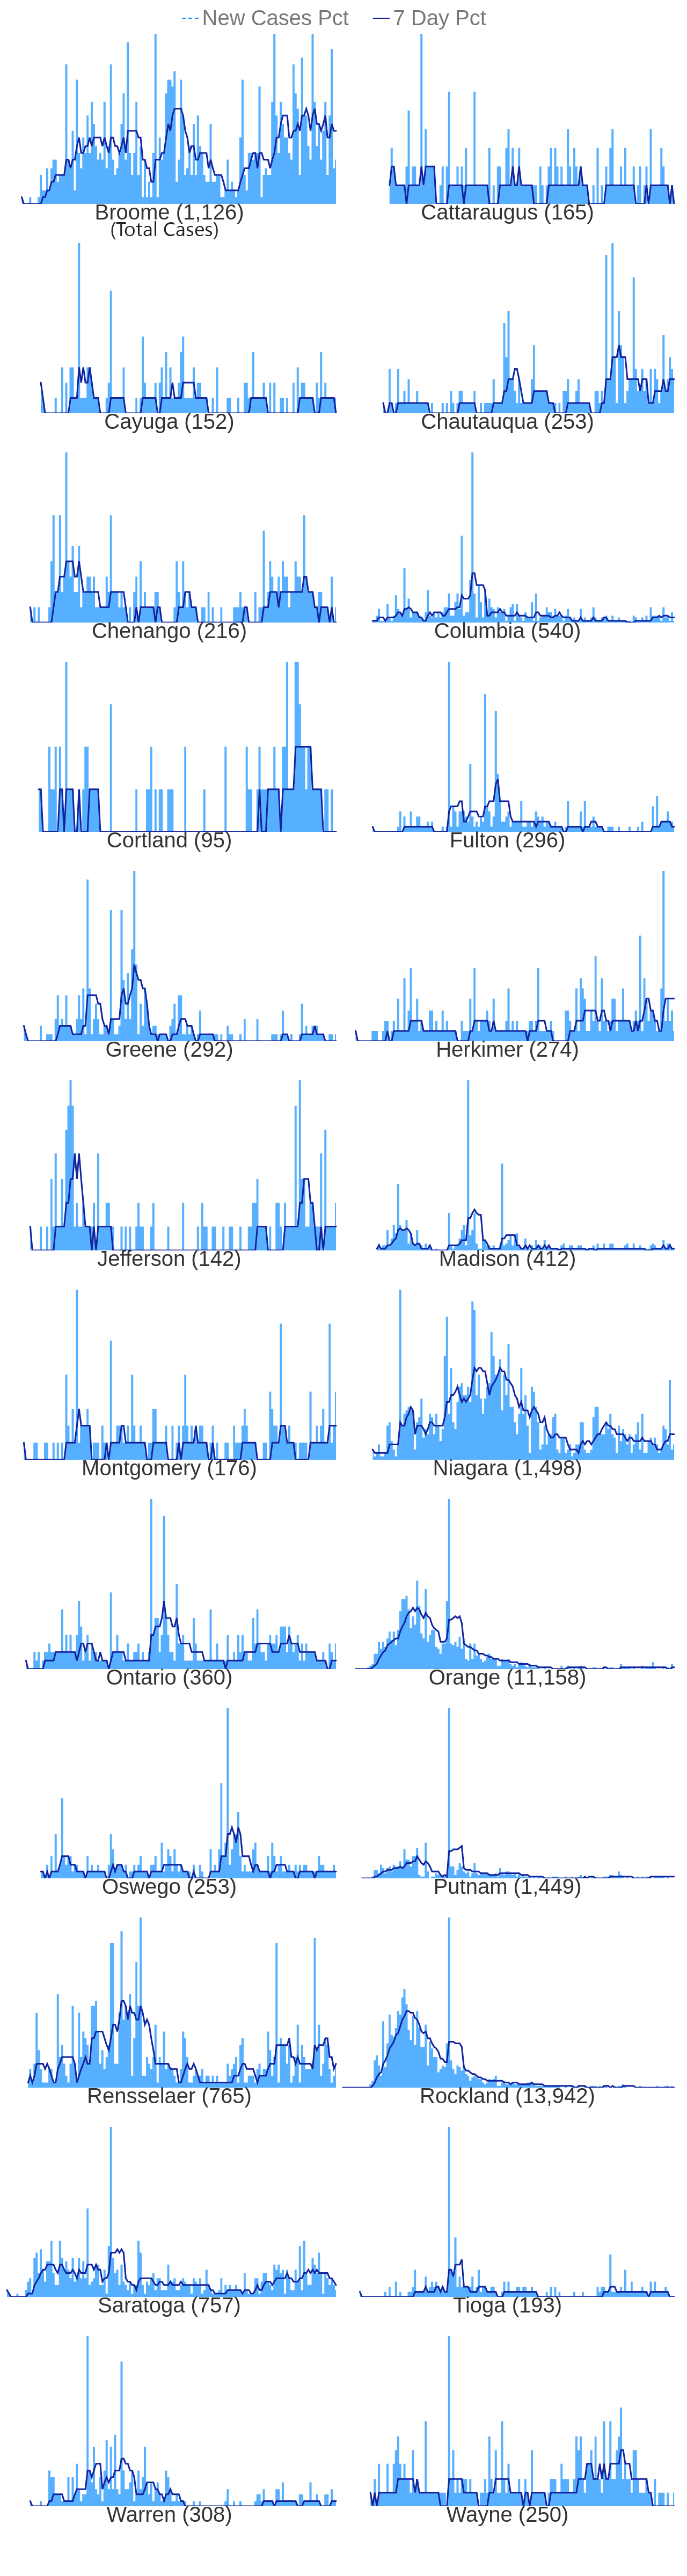 New Cases Pct 7 Day Pct
Broome (1,126) Cattaraugus (165)
(Total Cases)
Cayuga (152) Chautauqua (253)
Chenango (216) Columbia (540)
Cortland (95) Fulton (296)
Greene (292) Herkimer (274)
Jefferson (142) Madison (412)
Montgomery (176) Niagara (1,498)
Ontario (360) Orange (11,158)
Oswego (253) Putnam (1,449)
Rensselaer (765) Rockland (13,942)
Saratoga (757) Tioga (193)
Warren (308) Wayne (250)